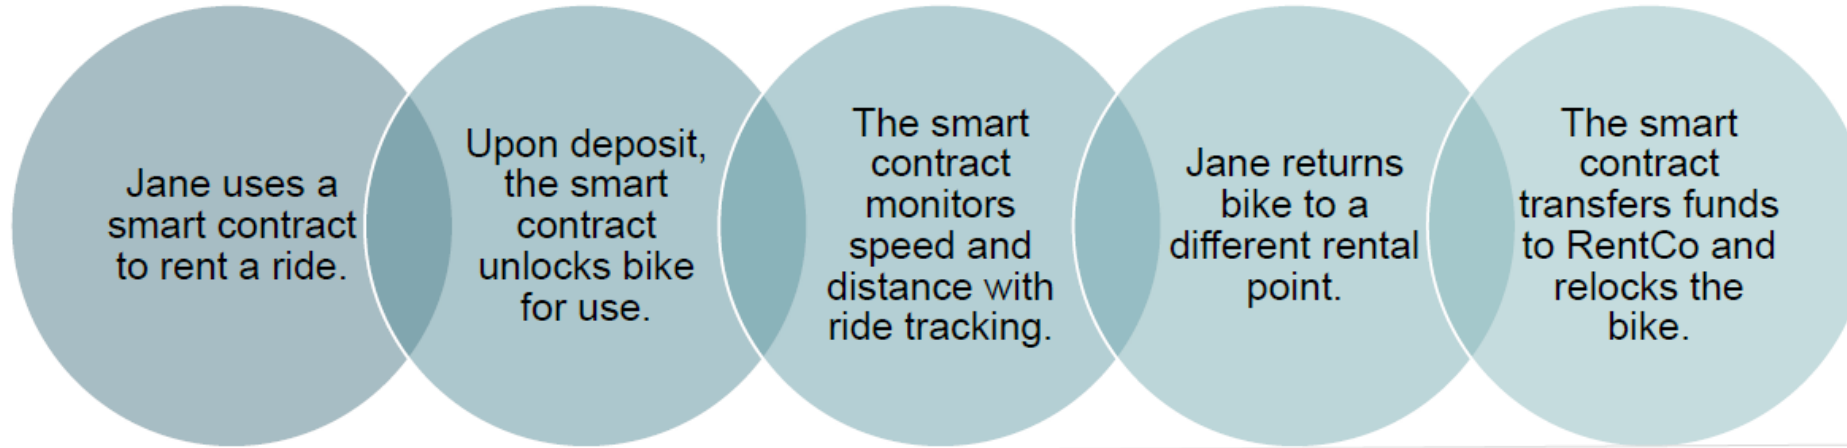 Jane uses a
smart contract
to rent a ride.
Upon deposit,
the smart
contract
unlocks bike
for use.
The smart
contract
monitors
speed and
distance with
ride tracking.
Jane returns
bike to a
different rental
point.
The smart
contract
transfers funds
to RentCo and
relocks the
bike.